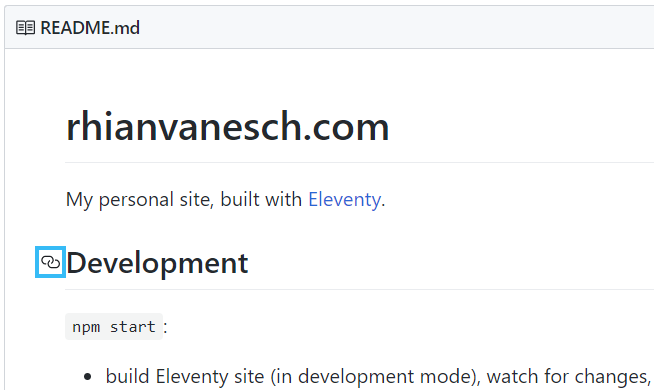 README.md
rhianvanesch.com
My personal site, built with Eleventy.
Development
npm start:
• build Eleventy site (in development mode), watch for changes,